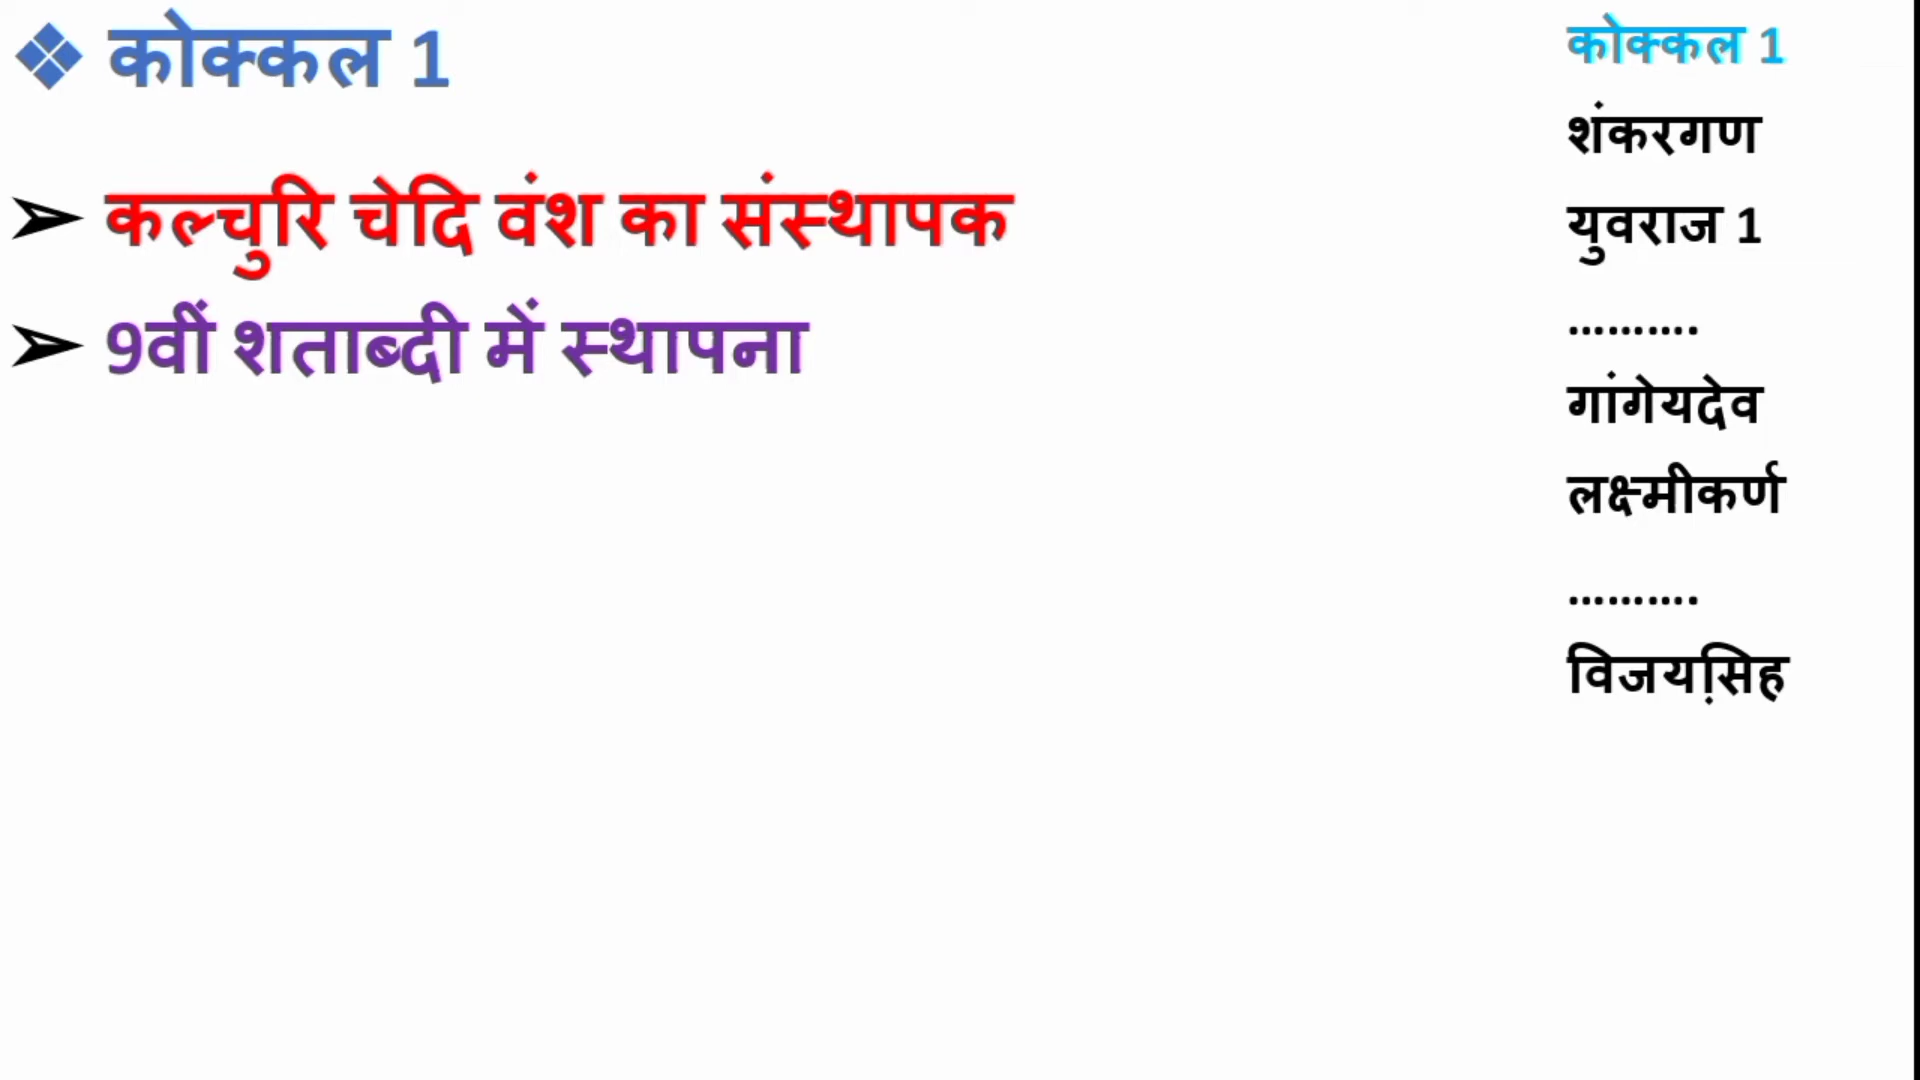 ❖ कोक्कल 1
➢ कल्चुरि चेदि वंश का संस्थापक
➢ 9वीं शताब्दी में स्थापना
कोक्कल 1
शंकरगण
युवराज 1
..........
गांगेयदेव
लक्ष्मीकर्ण
..........
विजयसि़ह